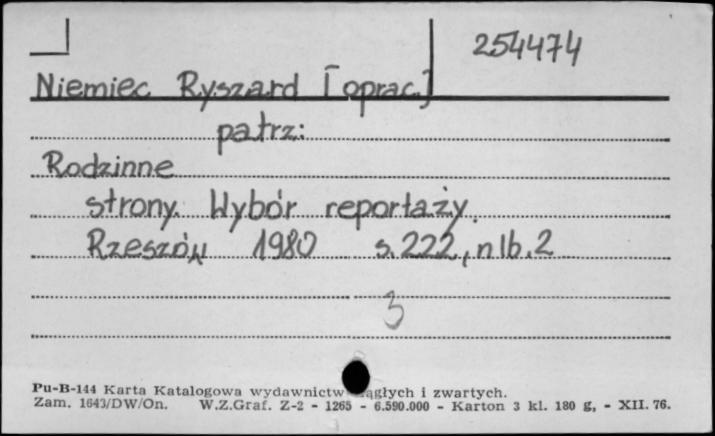 254474
Niemiec Ryszard [oprac.]
patrz:
Rodzinne
strony. Wybór reportaży.
Rzeszów 1980 s. 222, nlb. 2
3
Pu-B-144 Karta Katalogowa wydawnictw ciągłych i zwartych.
Zam. 1643/DW/On. W.Z.Graf. Z-2 - 1265 - 6.590.000 - Karton 3 kl. 180 g, - XII. 76.